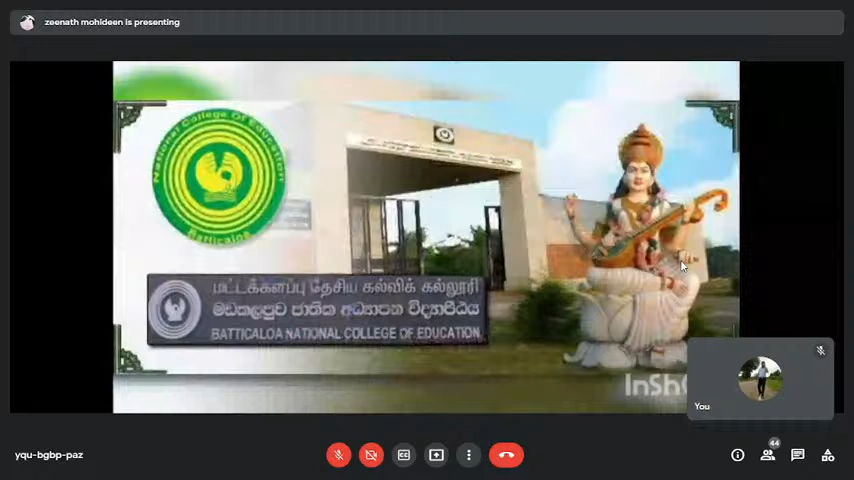 zeenath mohideen is presenting
National College Of Education
Batticaloa
மட்டக்களப்பு தேசிய கல்விக் கல்லூரி
මඩකලපුව ජාතික අධ්‍යාපන විද්‍යාපීඨය
BATTICALOA NATIONAL COLLEGE OF EDUCATION
InSh
You
44
yqu-bgbp-paz